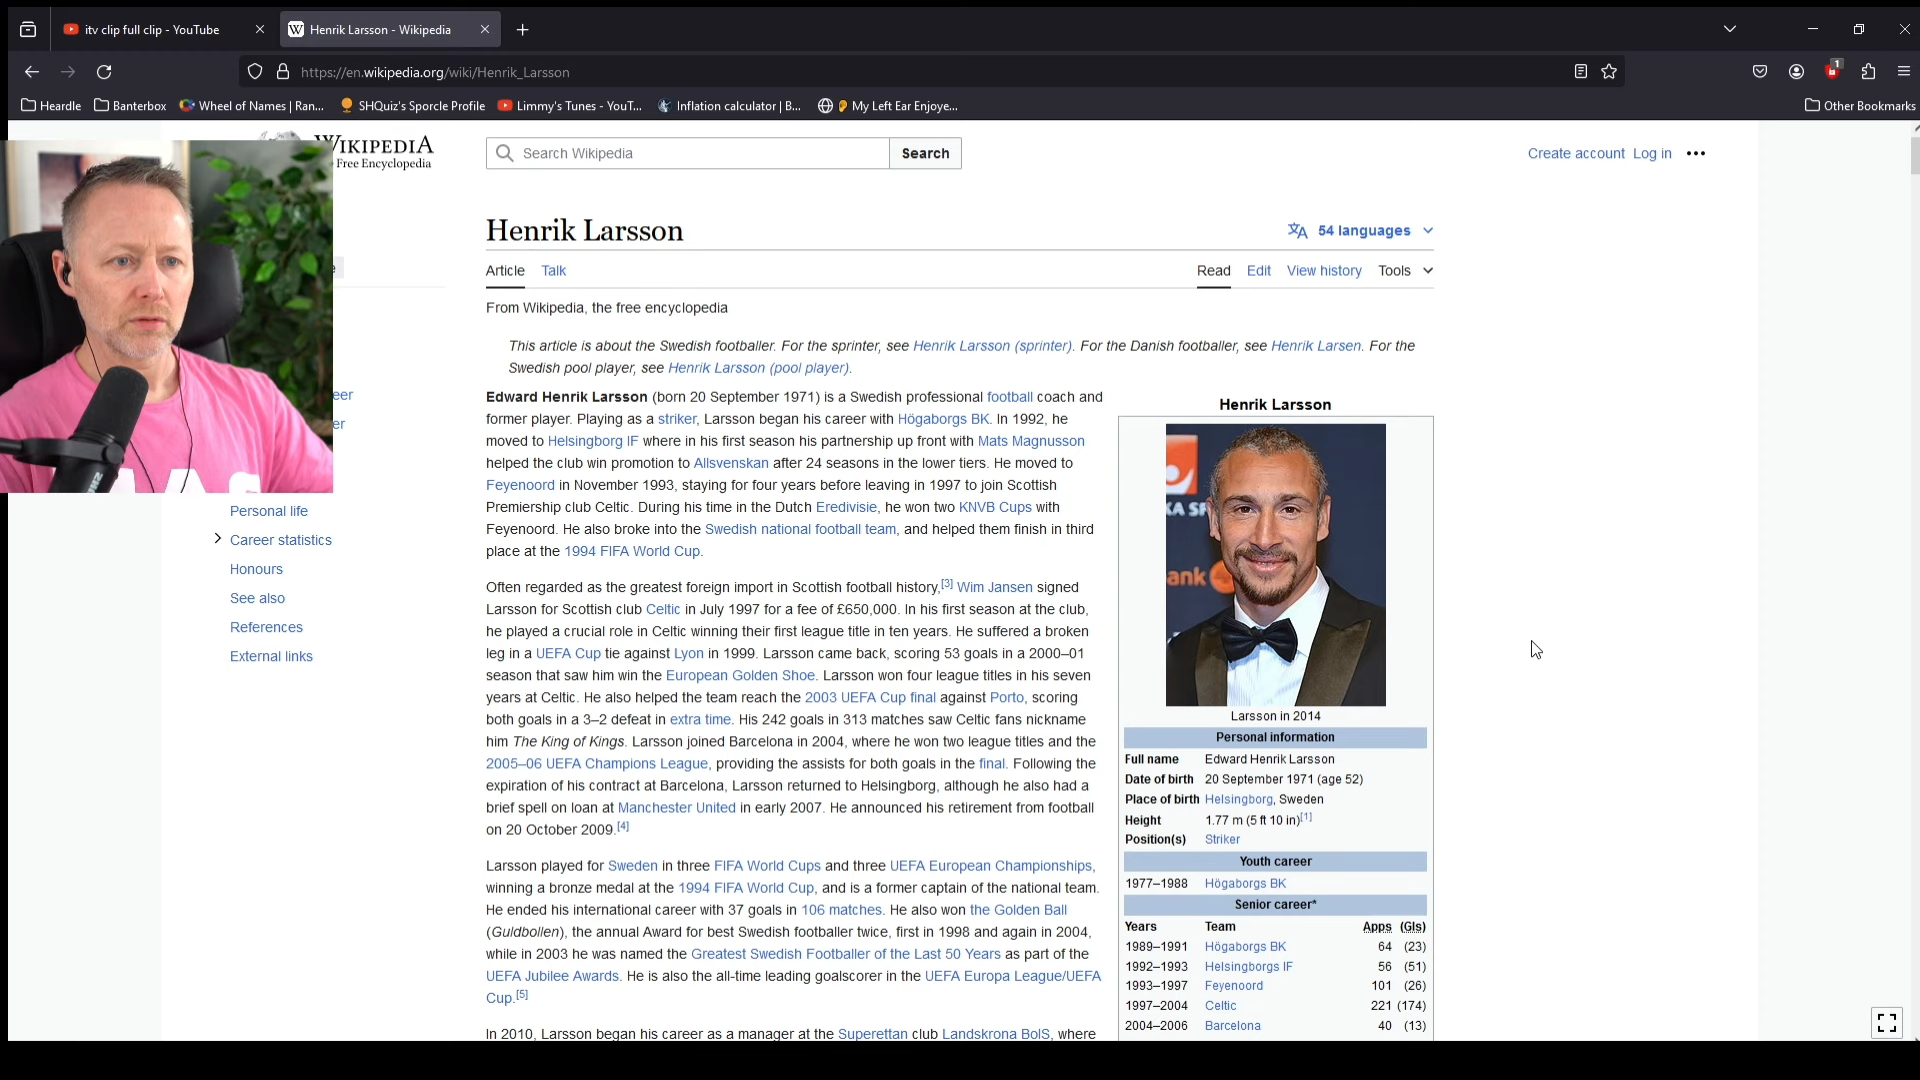 itv clip full clip - YouTube
Henrik Larsson - Wikipedia
https://en.wikipedia.org/wiki/Henrik_Larsson
1
Heardle
Banterbox
Wheel of Names | Ran...
SHQuiz's Sporcle Profile
Limmy's Tunes - YouT...
Inflation calculator | B...
My Left Ear Enjoye...
Other Bookmarks
WIKIPEDIA
Free Encyclopedia
Search Wikipedia
Search
Create account Log in
Henrik Larsson
54 languages
Article Talk
Read Edit View history Tools
From Wikipedia, the free encyclopedia
This article is about the Swedish footballer. For the sprinter, see Henrik Larsson (sprinter). For the Danish footballer, see Henrik Larsen. For the
Swedish pool player, see Henrik Larsson (pool player).
Edward Henrik Larsson (born 20 September 1971) is a Swedish professional football coach and
former player. Playing as a striker, Larsson began his career with Högaborgs BK. In 1992, he
moved to Helsingborg IF where in his first season his partnership up front with Mats Magnusson
helped the club win promotion to Allsvenskan after 24 seasons in the lower tiers. He moved to
Feyenoord in November 1993, staying for four years before leaving in 1997 to join Scottish
Premiership club Celtic. During his time in the Dutch Eredivisie, he won two KNVB Cups with
Feyenoord. He also broke into the Swedish national football team, and helped them finish in third
place at the 1994 FIFA World Cup.
Often regarded as the greatest foreign import in Scottish football history,[3] Wim Jansen signed
Larsson for Scottish club Celtic in July 1997 for a fee of £650,000. In his first season at the club,
he played a crucial role in Celtic winning their first league title in ten years. He suffered a broken
leg in a UEFA Cup tie against Lyon in 1999. Larsson came back, scoring 53 goals in a 2000–01
season that saw him win the European Golden Shoe. Larsson won four league titles in his seven
years at Celtic. He also helped the team reach the 2003 UEFA Cup final against Porto, scoring
both goals in a 3–2 defeat in extra time. His 242 goals in 313 matches saw Celtic fans nickname
him The King of Kings. Larsson joined Barcelona in 2004, where he won two league titles and the
2005–06 UEFA Champions League, providing the assists for both goals in the final. Following the
expiration of his contract at Barcelona, Larsson returned to Helsingborg, although he also had a
brief spell on loan at Manchester United in early 2007. He announced his retirement from football
on 20 October 2009.[4]
Larsson played for Sweden in three FIFA World Cups and three UEFA European Championships,
winning a bronze medal at the 1994 FIFA World Cup, and is a former captain of the national team.
He ended his international career with 37 goals in 106 matches. He also won the Golden Ball
(Guldbollen), the annual Award for best Swedish footballer twice, first in 1998 and again in 2004,
while in 2003 he was named the Greatest Swedish Footballer of the Last 50 Years as part of the
UEFA Jubilee Awards. He is also the all-time leading goalscorer in the UEFA Europa League/UEFA
Cup.[5]
In 2010, Larsson began his career as a manager at the Superettan club Landskrona BoIS, where
eer
er
Personal life
Career statistics
Honours
See also
References
External links
Henrik Larsson
KA SP
ank
Larsson in 2014
Personal information
Full name Edward Henrik Larsson
Date of birth 20 September 1971 (age 52)
Place of birth Helsingborg, Sweden
Height 1.77 m (5 ft 10 in)[1]
Position(s) Striker
Youth career
1977–1988 Högaborgs BK
Senior career*
Years Team Apps (Gls)
1989–1991 Högaborgs BK 64 (23)
1992–1993 Helsingborgs IF 56 (51)
1993–1997 Feyenoord 101 (26)
1997–2004 Celtic 221 (174)
2004–2006 Barcelona 40 (13)